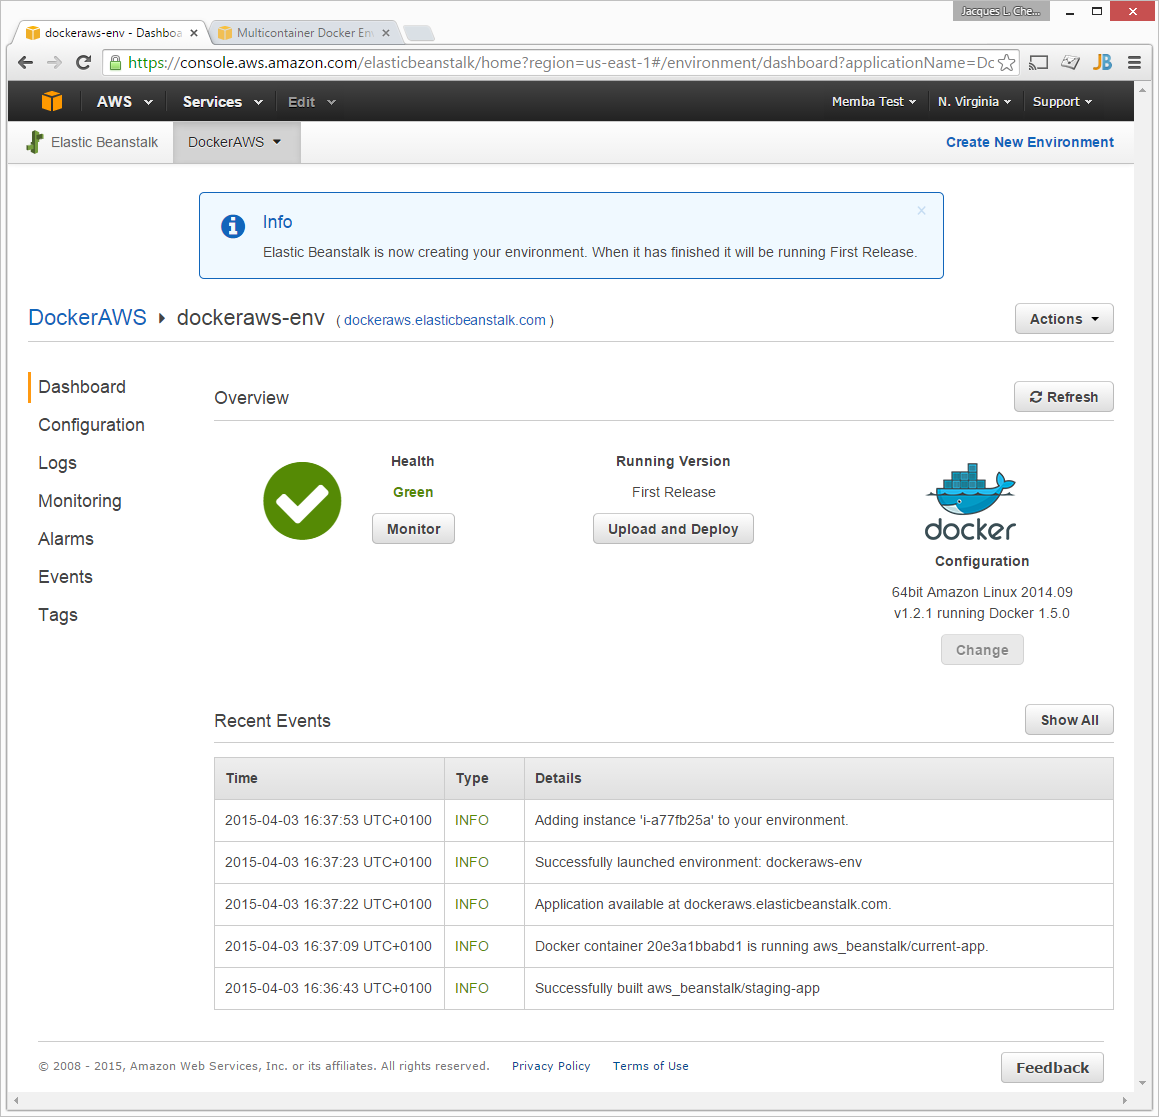 Jacques L. Che...
dockeraws-env - Dashboa
Multicontainer Docker En
https://console.aws.amazon.com/elasticbeanstalk/home?region=us-east-1#/environment/dashboard?applicationName=Do
JB
AWS Services Edit Memba Test N. Virginia Support
Elastic Beanstalk DockerAWS Create New Environment
Info
Elastic Beanstalk is now creating your environment. When it has finished it will be running First Release.
DockerAWS dockeraws-env ( dockeraws.elasticbeanstalk.com )
Actions
Dashboard
Configuration
Logs
Monitoring
Alarms
Events
Tags
Overview
Refresh
Health
Green
Monitor
Running Version
First Release
Upload and Deploy
docker
Configuration
64bit Amazon Linux 2014.09
v1.2.1 running Docker 1.5.0
Change
Recent Events
Show All
Time Type Details
2015-04-03 16:37:53 UTC+0100 INFO Adding instance 'i-a77fb25a' to your environment.
2015-04-03 16:37:23 UTC+0100 INFO Successfully launched environment: dockeraws-env
2015-04-03 16:37:22 UTC+0100 INFO Application available at dockeraws.elasticbeanstalk.com.
2015-04-03 16:37:09 UTC+0100 INFO Docker container 20e3a1bbabd1 is running aws_beanstalk/current-app.
2015-04-03 16:36:43 UTC+0100 INFO Successfully built aws_beanstalk/staging-app
© 2008 - 2015, Amazon Web Services, Inc. or its affiliates. All rights reserved. Privacy Policy Terms of Use
Feedback